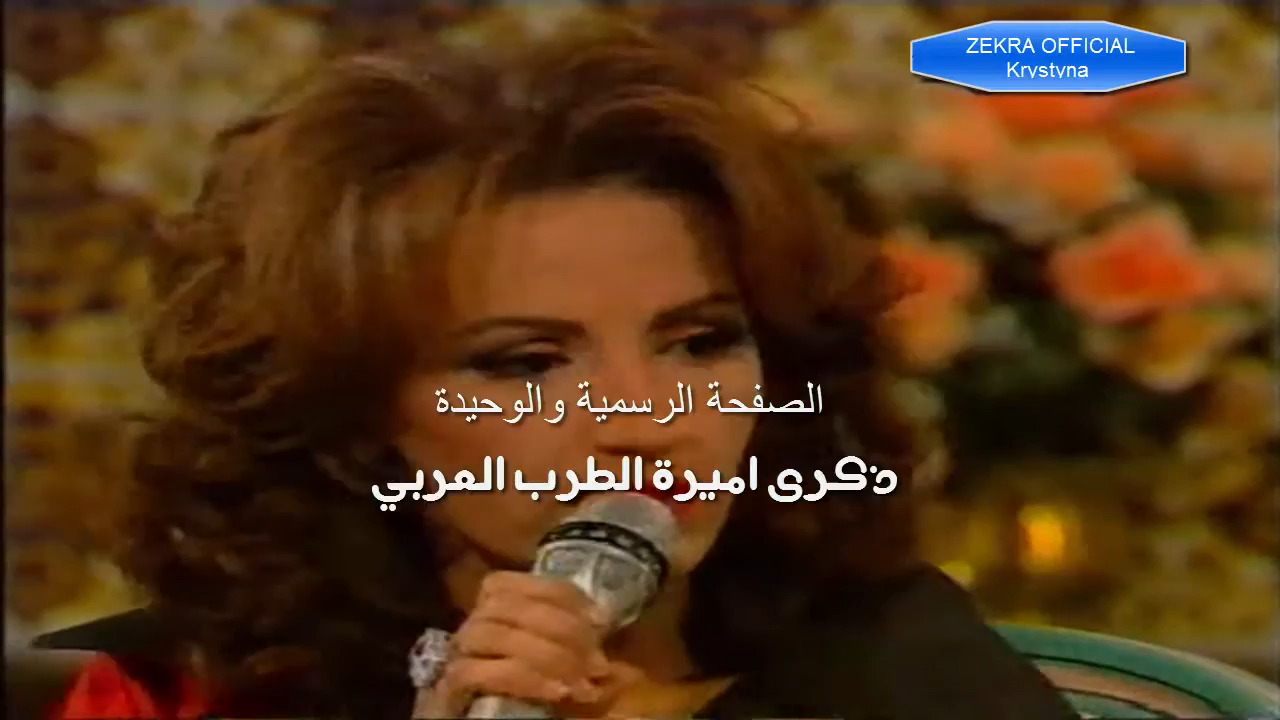 ZEKRA OFFICIAL
Krystyna
الصفحة الرسمية والوحيدة
ذكرى اميرة الطرب العربي